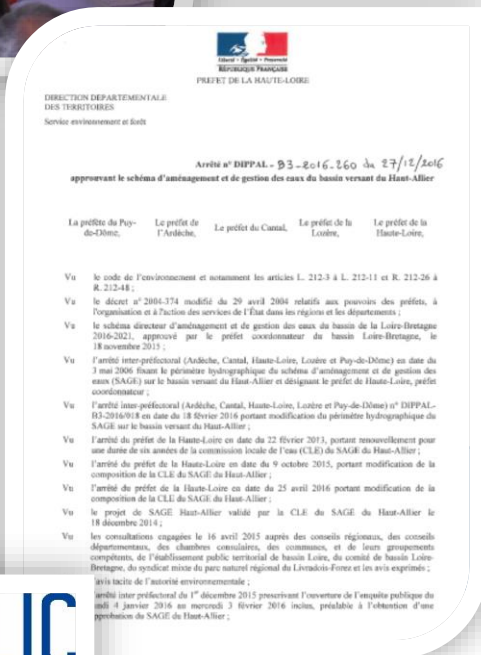 Liberté • Égalité • Fraternité
RÉPUBLIQUE FRANÇAISE
PREFET DE LA HAUTE-LOIRE
DIRECTION DEPARTEMENTALE
DES TERRITOIRES
Service environnement et forêt
Arrêté n° DIPPAL - B3-2016-260 du 27/12/2016
approuvant le schéma d'aménagement et de gestion des eaux du bassin versant du Haut-Allier
La préfète du Puy-de-Dôme, Le préfet de l'Ardèche, Le préfet du Cantal, Le préfet de la Lozère, Le préfet de la Haute-Loire,
Vu le code de l'environnement et notamment les articles L. 212-3 à L. 212-11 et R. 212-26 à
R. 212-48 ;
Vu le décret n° 2004-374 modifié du 29 avril 2004 relatifs aux pouvoirs des préfets, à
l'organisation et à l'action des services de l'État dans les régions et les départements ;
Vu le schéma directeur d'aménagement et de gestion des eaux du bassin de la Loire-Bretagne
2016-2021, approuvé par le préfet coordonnateur du bassin Loire-Bretagne, le
18 novembre 2015 ;
Vu l'arrêté inter-préfectoral (Ardèche, Cantal, Haute-Loire, Lozère et Puy-de-Dôme) en date du
3 mai 2006 fixant le périmètre hydrographique du schéma d'aménagement et de gestion des
eaux (SAGE) sur le bassin versant du Haut-Allier et désignant le préfet de Haute-Loire, préfet
coordonnateur ;
Vu l'arrêté inter-préfectoral (Ardèche, Cantal, Haute-Loire, Lozère et Puy-de-Dôme) n° DIPPAL-
B3-2016/018 en date du 18 février 2016 portant modification du périmètre hydrographique du
SAGE sur le bassin versant du Haut-Allier ;
Vu l'arrêté du préfet de la Haute-Loire en date du 22 février 2013, portant renouvellement pour
une durée de six années de la commission locale de l'eau (CLE) du SAGE du Haut-Allier ;
Vu l'arrêté du préfet de la Haute-Loire en date du 9 octobre 2015, portant modification de la
composition de la CLE du SAGE du Haut-Allier ;
Vu l'arrêté du préfet de la Haute-Loire en date du 25 avril 2016 portant modification de la
composition de la CLE du SAGE du Haut-Allier ;
Vu le projet de SAGE Haut-Allier validé par la CLE du SAGE du Haut-Allier le
18 décembre 2014 ;
Vu les consultations engagées le 16 avril 2015 auprès des conseils régionaux, des conseils
départementaux, des chambres consulaires, des communes, et de leurs groupements
compétents, de l'établissement public territorial de bassin Loire, du comité de bassin Loire-
Bretagne, du syndicat mixte du parc naturel régional du Livradois-Forez et les avis exprimés ;
l'avis tacite de l'autorité environnementale ;
l'arrêté inter préfectoral du 1er décembre 2015 prescrivant l'ouverture de l'enquête publique du
lundi 4 janvier 2016 au mercredi 3 février 2016 inclus, préalable à l'obtention d'une
approbation du SAGE du Haut-Allier ;
IC